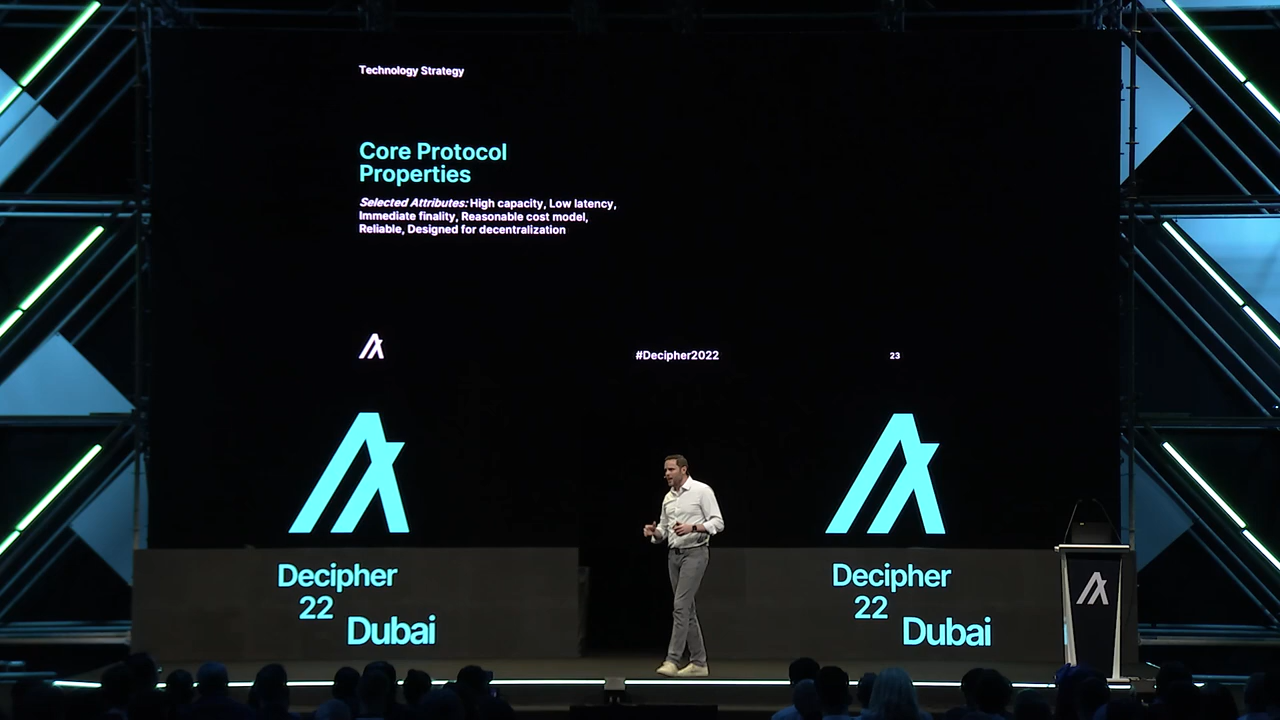 Technology Strategy
Core Protocol
Properties
Selected Attributes: High capacity, Low latency,
Immediate finality, Reasonable cost model,
Reliable, Designed for decentralization
#Decipher2022
23
Decipher
22
Dubai
Decipher
22
Dubai